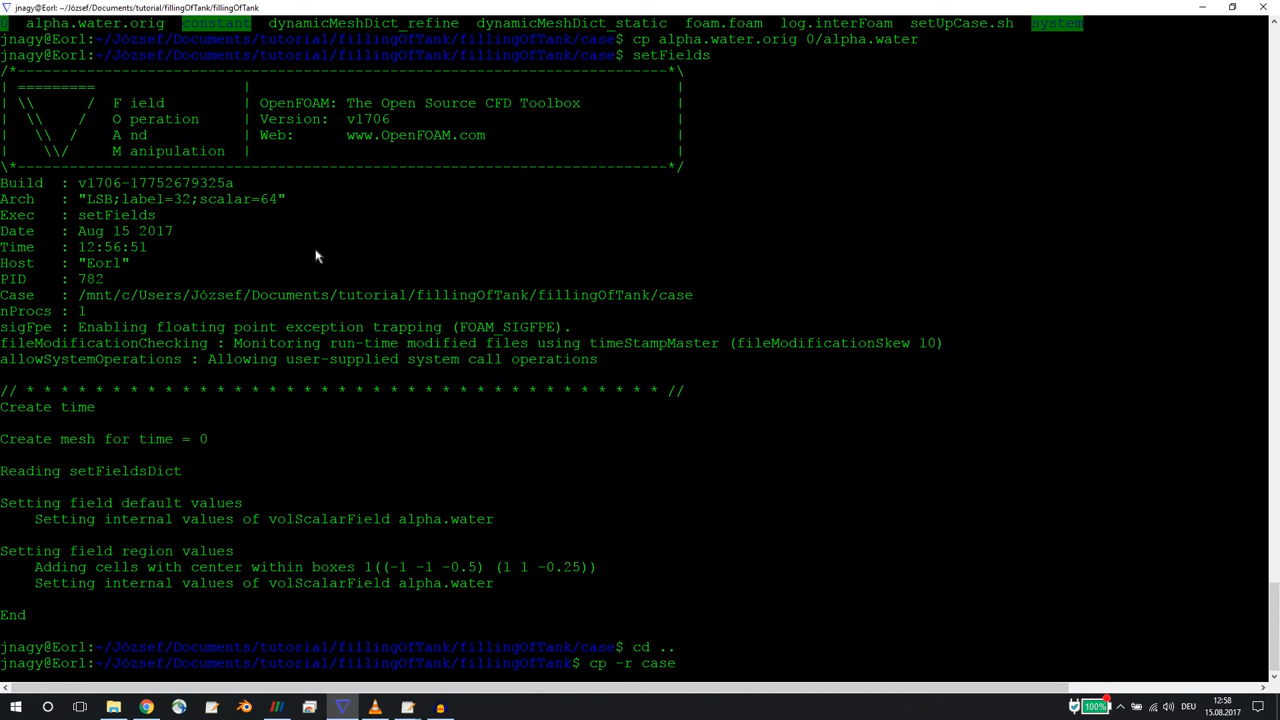 ~/József/Documents/tutorial/fillingOfTank/fillingOfTank
0  alpha.water.orig  constant  dynamicMeshDict_refine  dynamicMeshDict_static  foam.foam  log.interFoam  setUpCase.sh  system
jnagy@Eorl:~/József/Documents/tutorial/fillingOfTank/fillingOfTank/case$ cp alpha.water.orig 0/alpha.water
jnagy@Eorl:~/József/Documents/tutorial/fillingOfTank/fillingOfTank/case$ setFields
/*---------------------------------------------------------------------------*\
| =========                 |                                                 |
| \\      /  F ield         | OpenFOAM: The Open Source CFD Toolbox           |
|  \\    /   O peration     | Version:  v1706                                 |
|   \\  /    A nd           | Web:      www.OpenFOAM.com                      |
|    \\/     M anipulation  |                                                 |
\*---------------------------------------------------------------------------*/
Build  : v1706-17752679325a
Arch   : "LSB;label=32;scalar=64"
Exec   : setFields
Date   : Aug 15 2017
Time   : 12:56:51
Host   : "Eorl"
PID    : 782
Case   : /mnt/c/Users/József/Documents/tutorial/fillingOfTank/fillingOfTank/case
nProcs : 1
sigFpe : Enabling floating point exception trapping (FOAM_SIGFPE).
fileModificationChecking : Monitoring run-time modified files using timeStampMaster (fileModificationSkew 10)
allowSystemOperations : Allowing user-supplied system call operations
// * * * * * * * * * * * * * * * * * * * * * * * * * * * * * * * * * * * * * //
Create time
Create mesh for time = 0
Reading setFieldsDict
Setting field default values
    Setting internal values of volScalarField alpha.water
Setting field region values
    Adding cells with center within boxes 1((-1 -1 -0.5) (1 1 -0.25))
    Setting internal values of volScalarField alpha.water
End
jnagy@Eorl:~/József/Documents/tutorial/fillingOfTank/fillingOfTank/case$ cd ..
jnagy@Eorl:~/József/Documents/tutorial/fillingOfTank/fillingOfTank$ cp -r case
100%
DEU
12:58
15.08.2017